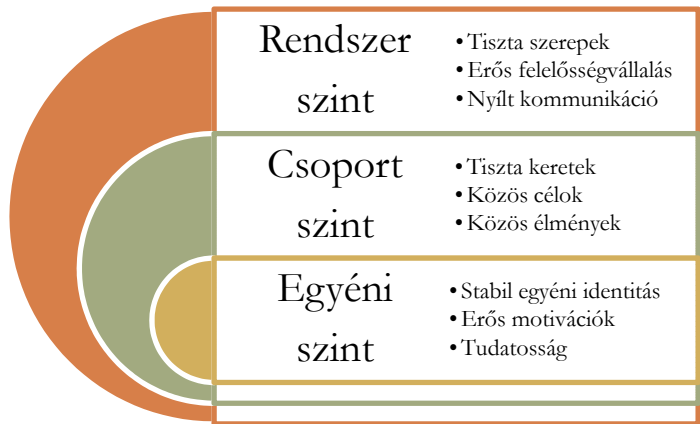 Rendszer
szint
• Tiszta szerepek
• Erős felelősségvállalás
• Nyílt kommunikáció
Csoport
szint
• Tiszta keretek
• Közös célok
• Közös élmények
Egyéni
szint
• Stabil egyéni identitás
• Erős motivációk
• Tudatosság